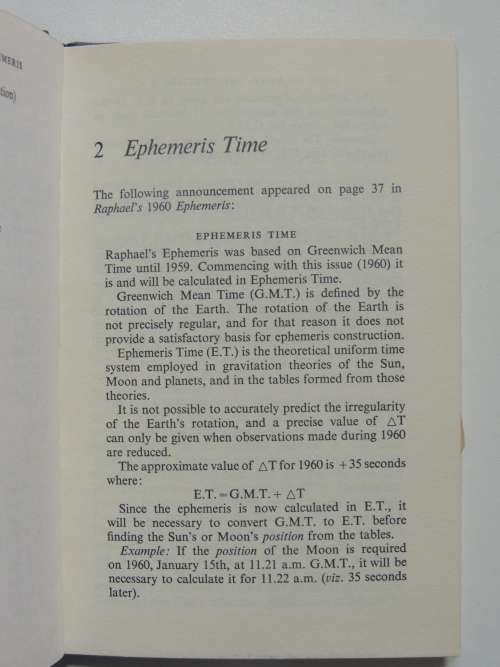 2 Ephemeris Time
The following announcement appeared on page 37 in
Raphael's 1960 Ephemeris:
EPHEMERIS TIME
Raphael's Ephemeris was based on Greenwich Mean
Time until 1959. Commencing with this issue (1960) it
is and will be calculated in Ephemeris Time.
Greenwich Mean Time (G.M.T.) is defined by the
rotation of the Earth. The rotation of the Earth is
not precisely regular, and for that reason it does not
provide a satisfactory basis for ephemeris construction.
Ephemeris Time (E.T.) is the theoretical uniform time
system employed in gravitation theories of the Sun,
Moon and planets, and in the tables formed from those
theories.
It is not possible to accurately predict the irregularity
of the Earth's rotation, and a precise value of △T
can only be given when observations made during 1960
are reduced.
The approximate value of △T for 1960 is +35 seconds
where:
E.T. = G.M.T. + △T
Since the ephemeris is now calculated in E.T., it
will be necessary to convert G.M.T. to E.T. before
finding the Sun's or Moon's position from the tables.
Example: If the position of the Moon is required
on 1960, January 15th, at 11.21 a.m. G.M.T., it will be
necessary to calculate it for 11.22 a.m. (viz. 35 seconds
later).